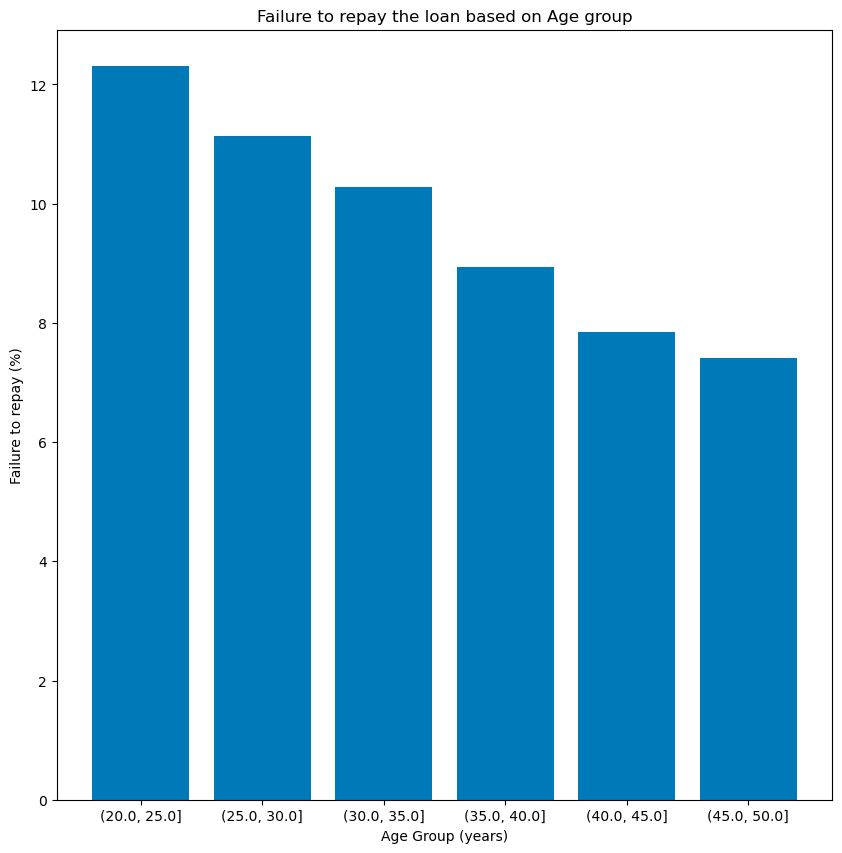 Failure to repay the loan based on Age group
12
10
8
6
4
2
0
Failure to repay (%)
(20.0, 25.0] (25.0, 30.0] (30.0, 35.0] (35.0, 40.0] (40.0, 45.0] (45.0, 50.0]
Age Group (years)